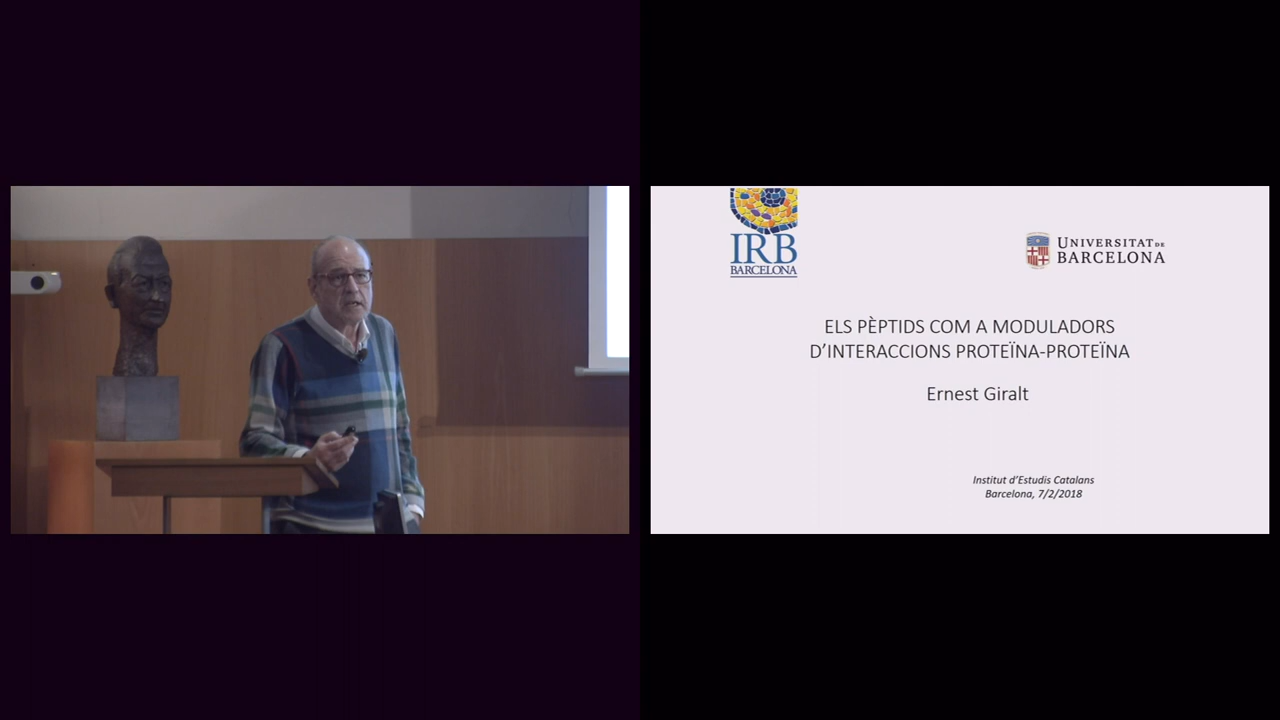 IRB
BARCELONA
UNIVERSITAT DE
BARCELONA
ELS PÈPTIDS COM A MODULADORS
D’INTERACCIONS PROTEÏNA-PROTEÏNA
Ernest Giralt
Institut d’Estudis Catalans
Barcelona, 7/2/2018